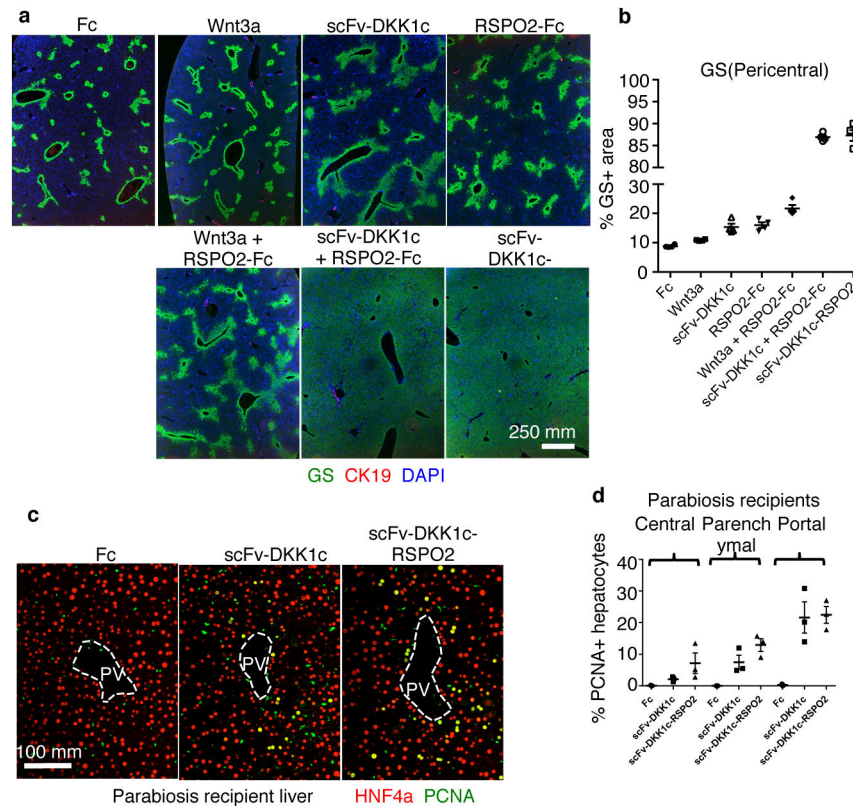 a
Fc
Wnt3a
scFv-DKK1c
RSPO2-Fc
Wnt3a +
RSPO2-Fc
scFv-DKK1c
+ RSPO2-Fc
scFv-
DKK1c-
250 mm
GS CK19 DAPI
b
GS(Pericentral)
% GS+ area
100
95
90
85
80
30
20
10
0
Fc
Wnt3a
scFv-DKK1c
RSPO2-Fc
Wnt3a + RSPO2-Fc
scFv-DKK1c + RSPO2-Fc
scFv-DKK1c-RSPO2
c
Fc
scFv-DKK1c
scFv-DKK1c-
RSPO2
PV
PV
PV
100 mm
Parabiosis recipient liver HNF4a PCNA
d
Parabiosis recipients
Central Parench Portal
ymal
% PCNA+ hepatocytes
40
30
20
10
0
Fc
scFv-DKK1c
scFv-DKK1c-RSPO2
Fc
scFv-DKK1c
scFv-DKK1c-RSPO2
Fc
scFv-DKK1c
scFv-DKK1c-RSPO2